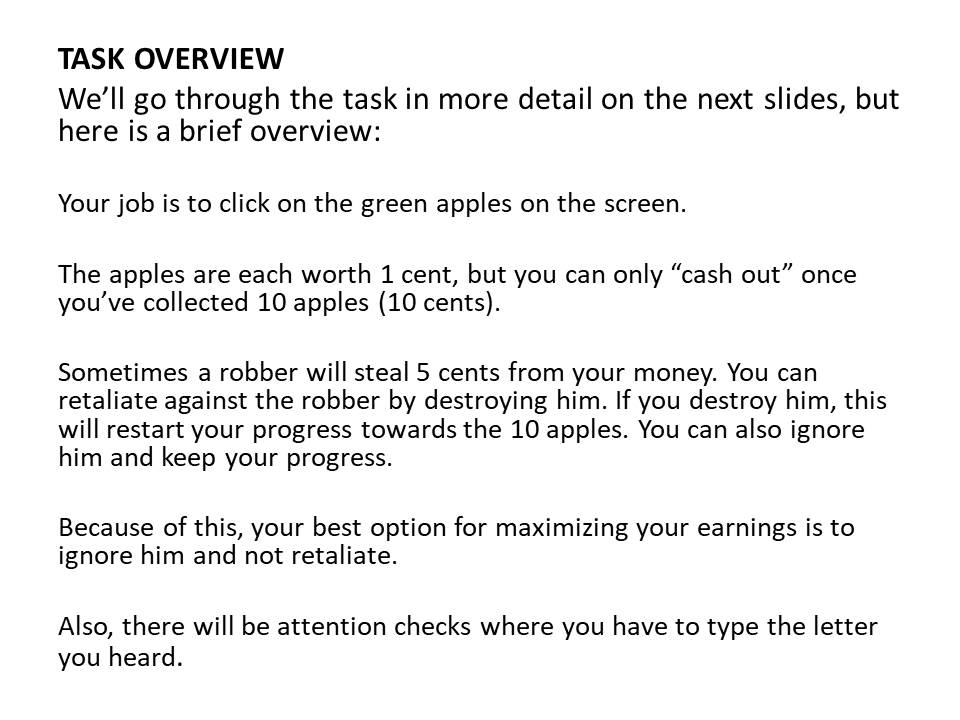 TASK OVERVIEW
We’ll go through the task in more detail on the next slides, but
here is a brief overview:
Your job is to click on the green apples on the screen.
The apples are each worth 1 cent, but you can only “cash out” once
you’ve collected 10 apples (10 cents).
Sometimes a robber will steal 5 cents from your money. You can
retaliate against the robber by destroying him. If you destroy him, this
will restart your progress towards the 10 apples. You can also ignore
him and keep your progress.
Because of this, your best option for maximizing your earnings is to
ignore him and not retaliate.
Also, there will be attention checks where you have to type the letter
you heard.